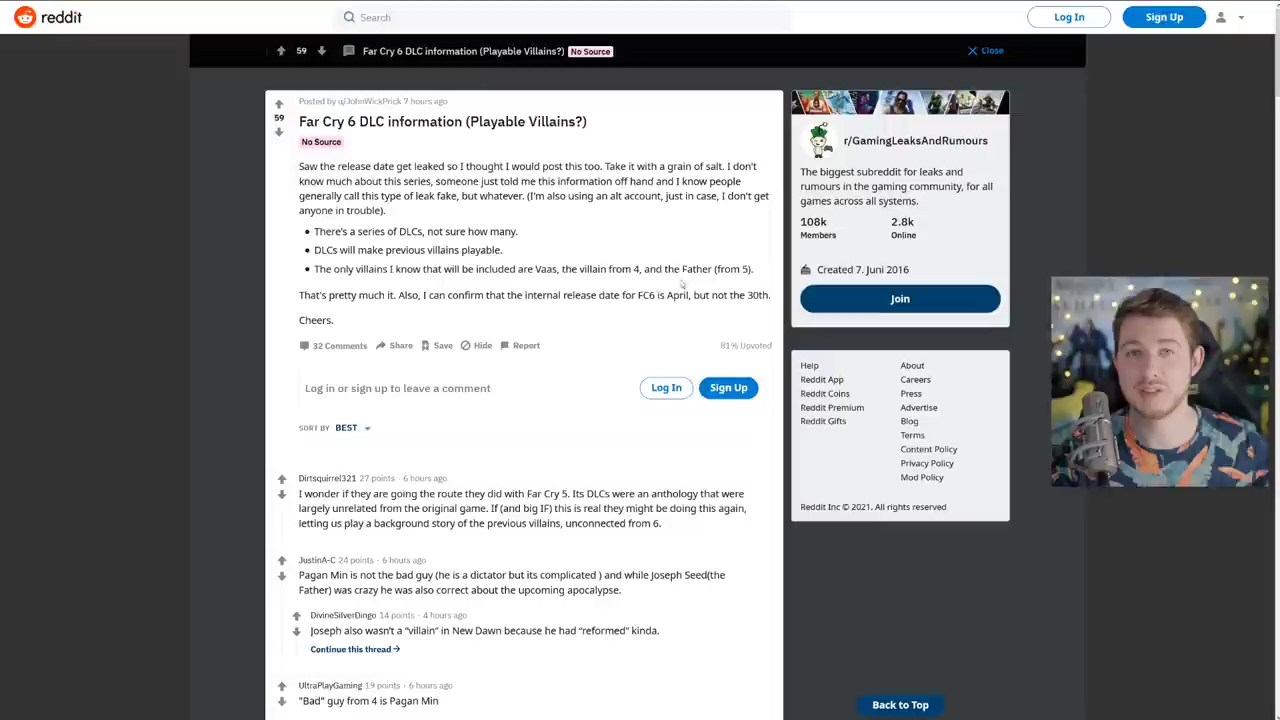 reddit
Search
Log In
Sign Up
59
Far Cry 6 DLC information (Playable Villains?)
No Source
Close
Posted by u/JohnWickPrick 7 hours ago
59
Far Cry 6 DLC information (Playable Villains?)
No Source
Saw the release date get leaked so I thought I would post this too. Take it with a grain of salt. I don't
know much about this series, someone just told me this information off hand and I know people
generally call this type of leak fake, but whatever. (I'm also using an alt account, just in case, I don't get
anyone in trouble).
• There's a series of DLCs, not sure how many.
• DLCs will make previous villains playable.
• The only villains I know that will be included are Vaas, the villain from 4, and the Father (from 5).
That's pretty much it. Also, I can confirm that the internal release date for FC6 is April, but not the 30th.
Cheers.
32 Comments
Share
Save
Hide
Report
81% Upvoted
Log in or sign up to leave a comment
Log In
Sign Up
SORT BY BEST
Dirtsquirrel321 27 points · 6 hours ago
I wonder if they are going the route they did with Far Cry 5. Its DLCs were an anthology that were
largely unrelated from the original game. If (and big IF) this is real they might be doing this again,
letting us play a background story of the previous villains, unconnected from 6.
JustinA-C 24 points · 6 hours ago
Pagan Min is not the bad guy (he is a dictator but its complicated ) and while Joseph Seed(the
Father) was crazy he was also correct about the upcoming apocalypse.
DivineSilverDingo 14 points · 4 hours ago
Joseph also wasn't a "villain" in New Dawn because he had "reformed" kinda.
Continue this thread →
UltraPlayGaming 19 points · 6 hours ago
"Bad" guy from 4 is Pagan Min
r/GamingLeaksAndRumours
The biggest subreddit for leaks and
rumours in the gaming community, for all
games across all systems.
108k
2.8k
Members
Online
Created 7. Juni 2016
Join
Help
About
Reddit App
Careers
Reddit Coins
Press
Reddit Premium
Advertise
Reddit Gifts
Blog
Terms
Content Policy
Privacy Policy
Mod Policy
Reddit Inc © 2021. All rights reserved
Back to Top